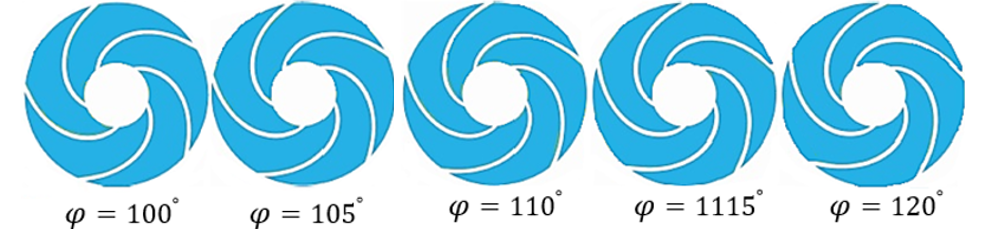 φ = 100° φ = 105° φ = 110° φ = 1115° φ = 120°